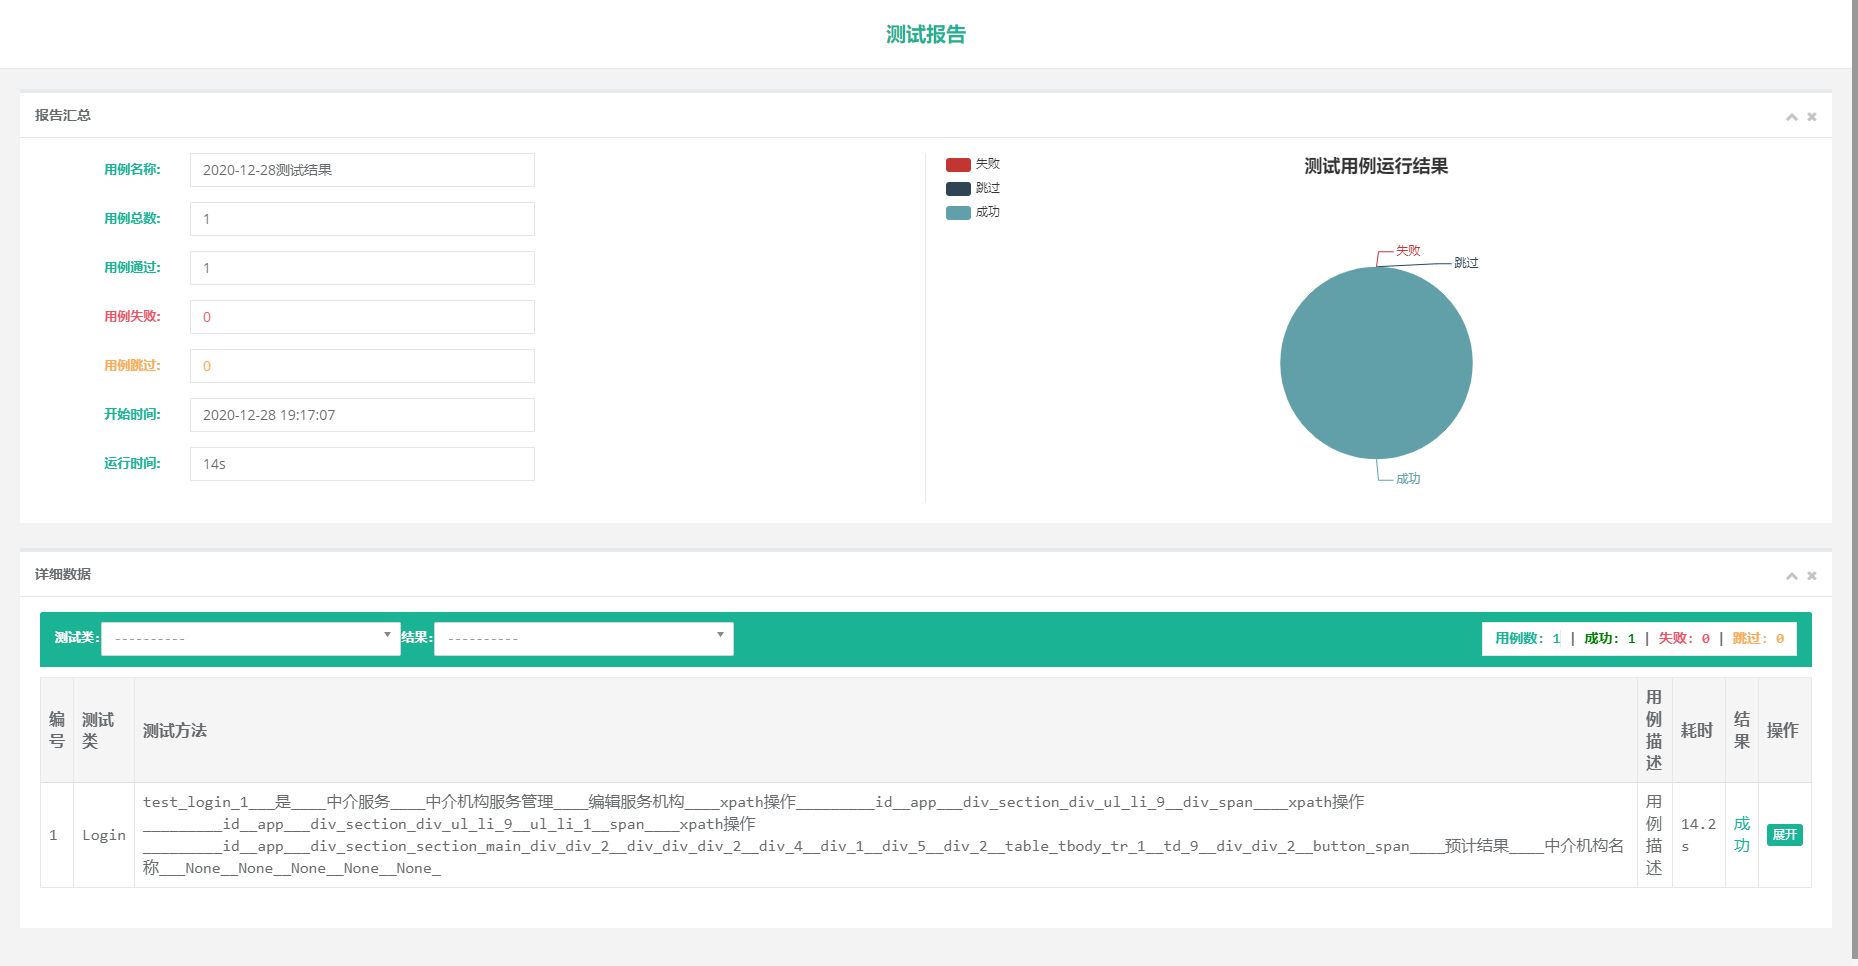 测试报告
报告汇总
用例名称: 2020-12-28测试结果
用例总数: 1
用例通过: 1
用例失败: 0
用例跳过: 0
开始时间: 2020-12-28 19:17:07
运行时间: 14s
失败
跳过
成功
测试用例运行结果
失败
跳过
成功
详细数据
测试类: ---------- 结果: ---------- 用例数: 1 | 成功: 1 | 失败: 0 | 跳过: 0
编号 测试类 测试方法 用例描述 耗时 结果 操作
1 Login
test_login_1___是____中介服务____中介机构服务管理____编辑服务机构____xpath操作_________id__app___div_section_div_ul_li_9__div_span____xpath操作
_________id__app___div_section_div_ul_li_9__ul_li_1__span____xpath操作
_________id__app___div_section_section_main_div_div_2__div_div_div_2__div_4__div_1__div_5__div_2__table_tbody_tr_1__td_9__div_div_2__button_span____预计结果____中介机构名
称___None__None__None__None__None_
用例描述
14.2s
成功
展开